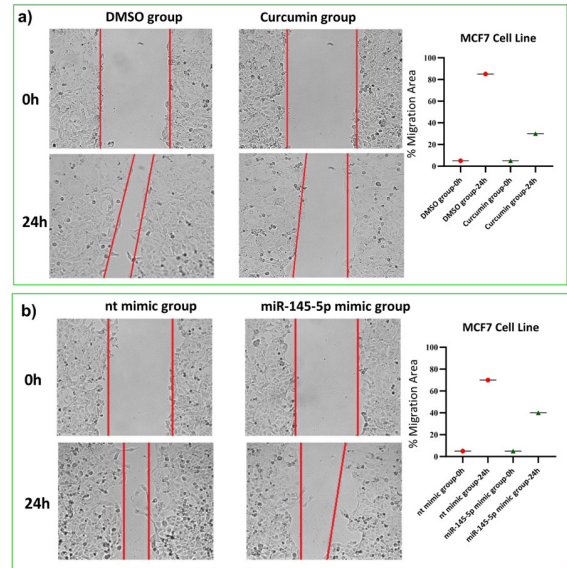 a)
DMSO group
Curcumin group
0h
24h
MCF7 Cell Line
% Migration Area
100
80
60
40
20
0
DMSO group-0h
DMSO group-24h
Curcumin group-0h
Curcumin group-24h
b)
nt mimic group
miR-145-5p mimic group
0h
24h
MCF7 Cell Line
% Migration Area
100
80
60
40
20
0
nt mimic group-0h
nt mimic group-24h
miR-145-5p mimic group-0h
miR-145-5p mimic group-24h